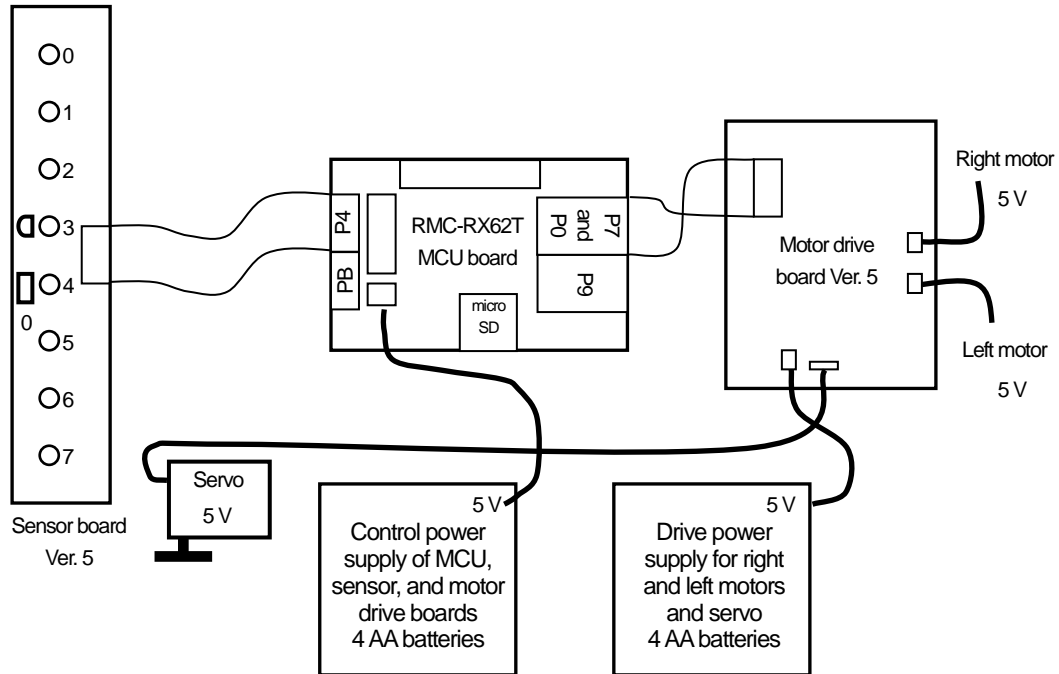 0
1
2
3
4
0
5
6
7
Sensor board
Ver. 5
Servo
5 V
P4
PB
RMC-RX62T
MCU board
micro
SD
P7
and
P0
P9
Motor drive
board Ver. 5
Right motor
5 V
Left motor
5 V
5 V
Control power
supply of MCU,
sensor, and motor
drive boards
4 AA batteries
5 V
Drive power
supply for right
and left motors
and servo
4 AA batteries